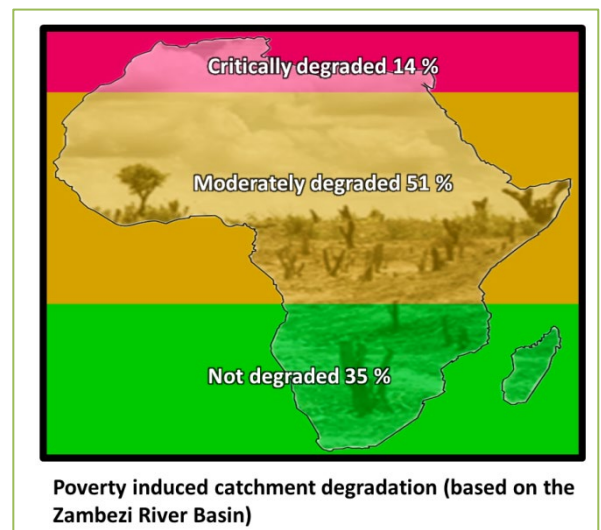 Critically degraded 14 %
Moderately degraded 51 %
Not degraded 35 %
Poverty induced catchment degradation (based on the
Zambezi River Basin)